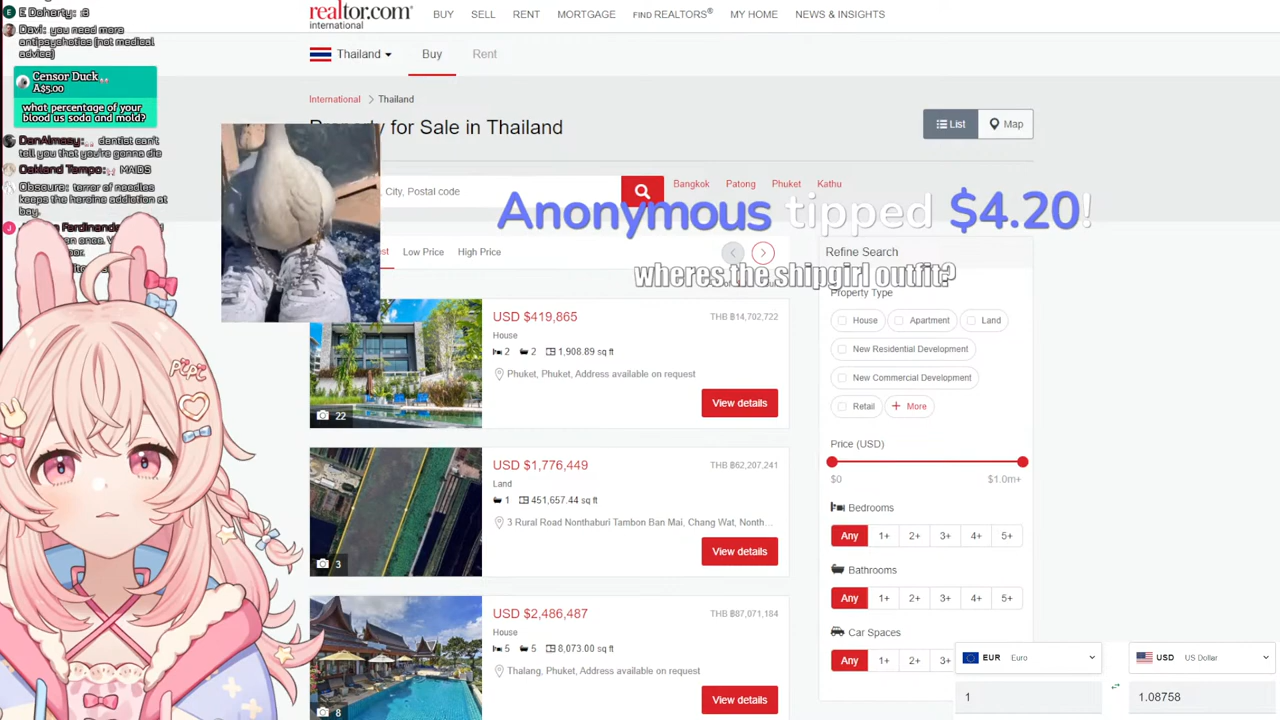 E Doherty: :3
Davi: you need more
antipsychotics (not medical
advice)
Censor Duck
A$5.00
what percentage of your
blood us soda and mold?
DanAlmasy: dentist can't
tell you that you're gonna die
Oakland Tempo: MAIDS
Obscure: terror of needles
keeps the heroine addiction at
bay.
Ferdinando
an once. V
or.
PiPi
realtor.com®
international
BUY SELL RENT MORTGAGE FIND REALTORS® MY HOME NEWS & INSIGHTS
Thailand Buy Rent
International > Thailand
Property for Sale in Thailand
List Map
City, Postal code
Bangkok Patong Phuket Kathu
Anonymous tipped $4.20!
wheres the shipgirl outfit?
Low Price High Price
USD $419,865
THB ฿14,702,722
House
2 2 1,908.89 sq ft
Phuket, Phuket, Address available on request
View details
22
USD $1,776,449
THB ฿62,207,241
Land
1 451,657.44 sq ft
3 Rural Road Nonthaburi Tambon Ban Mai, Chang Wat, Nonth...
View details
3
USD $2,486,487
THB ฿87,071,184
House
5 5 8,073.00 sq ft
Thalang, Phuket, Address available on request
View details
8
Refine Search
Property Type
House Apartment Land
New Residential Development
New Commercial Development
Retail + More
Price (USD)
$0 $1.0m+
Bedrooms
Any 1+ 2+ 3+ 4+ 5+
Bathrooms
Any 1+ 2+ 3+ 4+ 5+
Car Spaces
Any 1+ 2+ 3+
EUR Euro USD US Dollar
1 1.08758